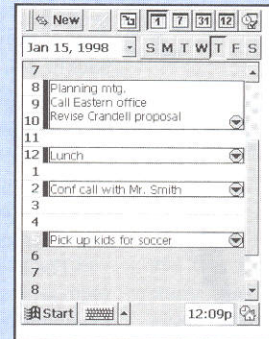 New 1 7 31 12
Jan 15, 1998 S M T W T F S
7
8 Planning mtg.
9 Call Eastern office
10 Revise Crandell proposal
11
12 Lunch
1
2 Conf call with Mr. Smith
3
4
5 Pick up kids for soccer
6
7
8
Start 12:09p